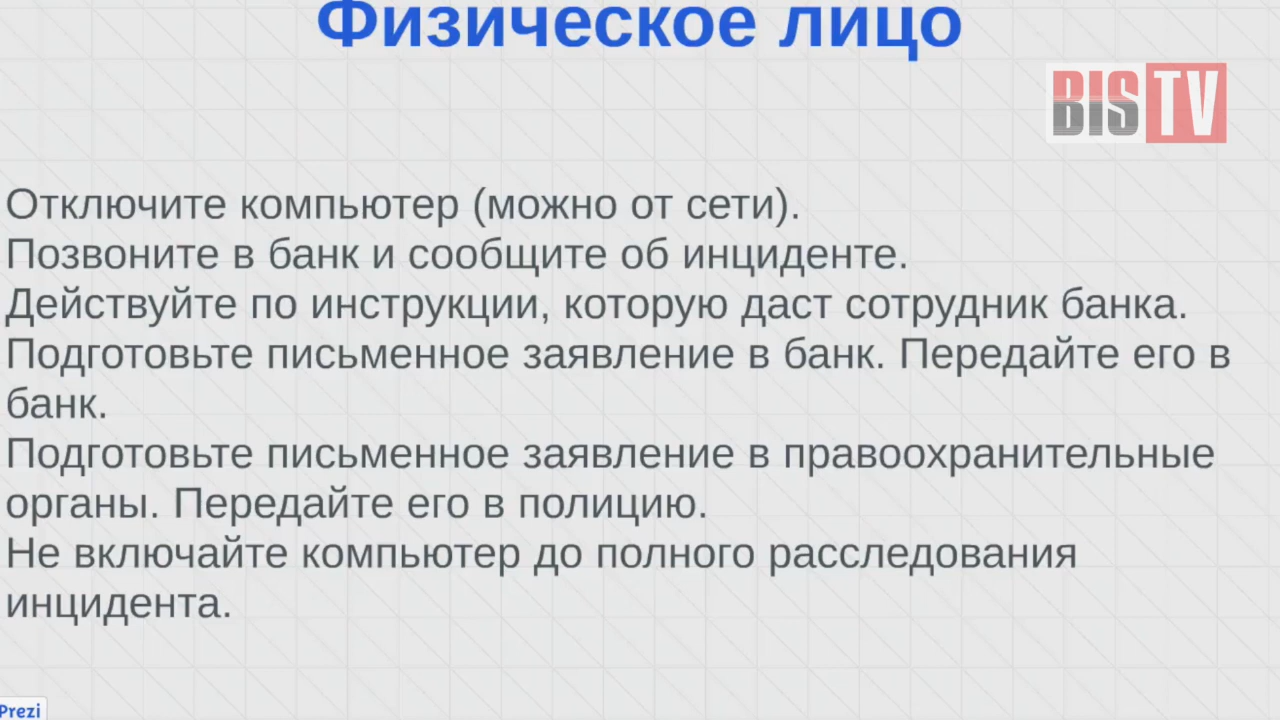 Физическое лицо
BIS TV
Отключите компьютер (можно от сети).
Позвоните в банк и сообщите об инциденте.
Действуйте по инструкции, которую даст сотрудник банка.
Подготовьте письменное заявление в банк. Передайте его в
банк.
Подготовьте письменное заявление в правоохранительные
органы. Передайте его в полицию.
Не включайте компьютер до полного расследования
инцидента.
Prezi